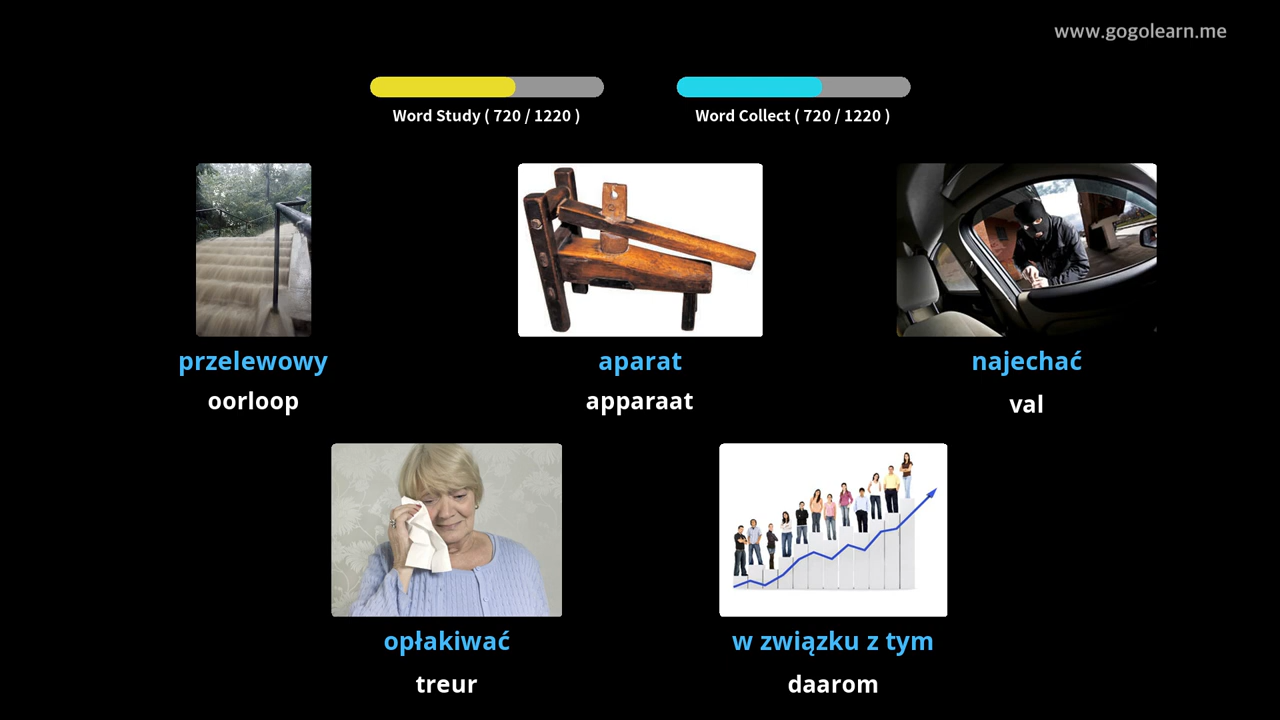 www.gogolearn.me
Word Study ( 720 / 1220 )
Word Collect ( 720 / 1220 )
przelewowy
oorloop
aparat
apparaat
najechać
val
opłakiwać
treur
w związku z tym
daarom